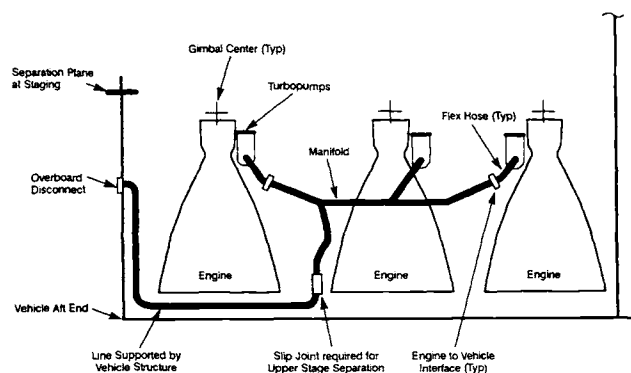 Gimbal Center (Typ)
Separation Plane
at Staging
Turbopumps
Flex Hose (Typ)
Manifold
Overboard
Disconnect
Engine
Engine
Engine
Vehicle Aft End
Line Supported by
Vehicle Structure
Slip Joint required for
Upper Stage Separation
Engine to Vehicle
Interface (Typ)